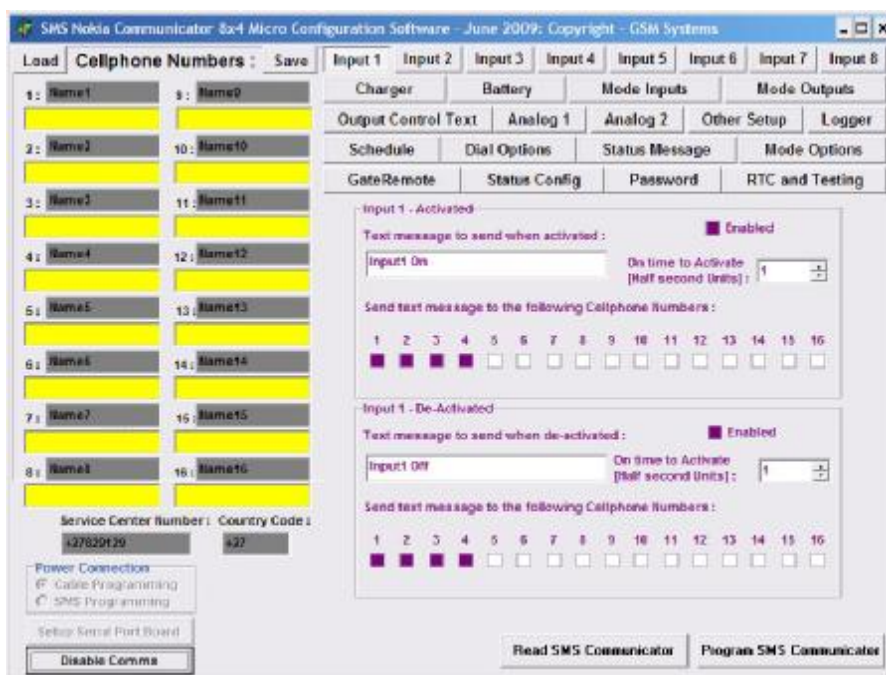 SMS Nokia Communicator 8x4 Micro Configuration Software - June 2009: Copyright - GSM Systems
Load Cellphone Numbers : Save
Input 1 Input 2 Input 3 Input 4 Input 5 Input 6 Input 7 Input 8
Charger Battery Mode Inputs Mode Outputs
Output Control Text Analog 1 Analog 2 Other Setup Logger
Schedule Dial Options Status Message Mode Options
GateRemote Status Config Password RTC and Testing
1 : Name1 9 : Name9
2 : Name2 10 : Name10
3 : Name3 11 : Name11
4 : Name4 12 : Name12
5 : Name5 13 : Name13
6 : Name6 14 : Name14
7 : Name7 15 : Name15
8 : Name8 16 : Name16
Service Center Number : Country Code :
+37829129 +37
Power Connection
Cable Programming
SMS Programming
Setup Serial Port Board
Disable Comms
Input 1 - Activated
Text message to send when activated :
Enabled
Input1 On
On time to Activate
[Half second Units] : 1
Send text message to the following Cellphone Numbers :
1 2 3 4 5 6 7 8 9 10 11 12 13 14 15 16
Input 1 - De-Activated
Text message to send when de-activated :
Enabled
Input1 Off
On time to Activate
[Half second Units] : 1
Send text message to the following Cellphone Numbers :
1 2 3 4 5 6 7 8 9 10 11 12 13 14 15 16
Read SMS Communicator Program SMS Communicator